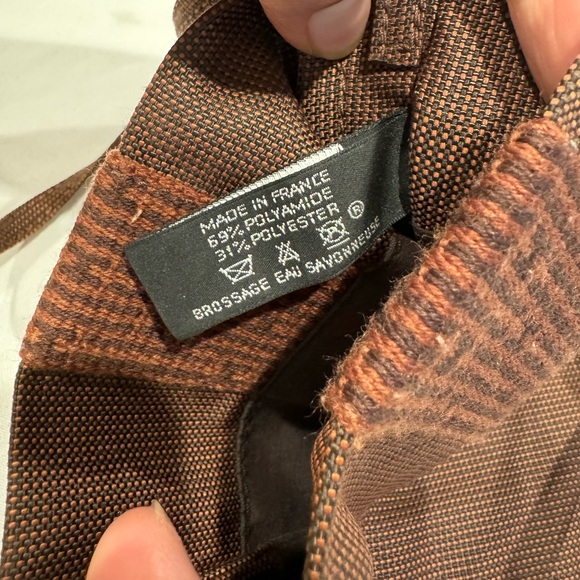 MADE IN FRANCE
69% POLYAMIDE
31% POLYESTER ®
BROSSAGE EAU SAVONNEUSE